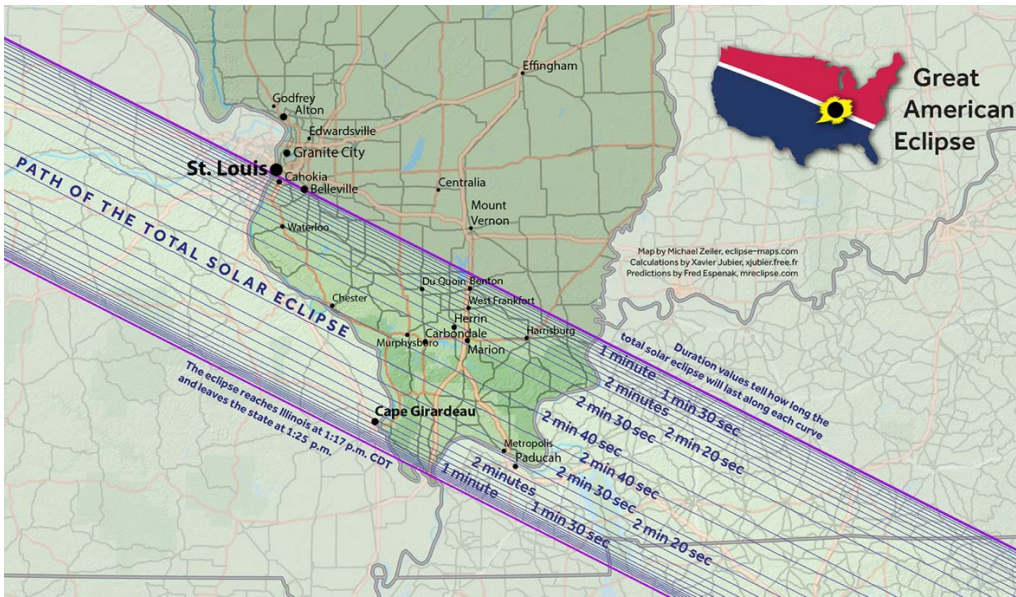 Great
American
Eclipse
Effingham
Godfrey
Alton
Edwardsville
Granite City
St. Louis
Cahokia
Belleville
Centralia
Mount
Vernon
Waterloo
PATH OF THE TOTAL SOLAR ECLIPSE
Map by Michael Zeiler, eclipse-maps.com
Calculations by Xavier Jubier, xjubier.free.fr
Predictions by Fred Espenak, mreclipse.com
Du Quoin
Benton
West Frankfort
Chester
Herrin
Carbondale
Murphysboro
Marion
Harrisburg
Duration values tell how long the
total solar eclipse will last along each curve
1 minute
1 min 30 sec
2 minutes
2 min 20 sec
2 min 30 sec
2 min 40 sec
2 min 40 sec
2 min 30 sec
2 min 20 sec
2 minutes
1 min 30 sec
1 minute
The eclipse reaches Illinois at 1:17 p.m. CDT
and leaves the state at 1:25 p.m.
Cape Girardeau
Metropolis
Paducah